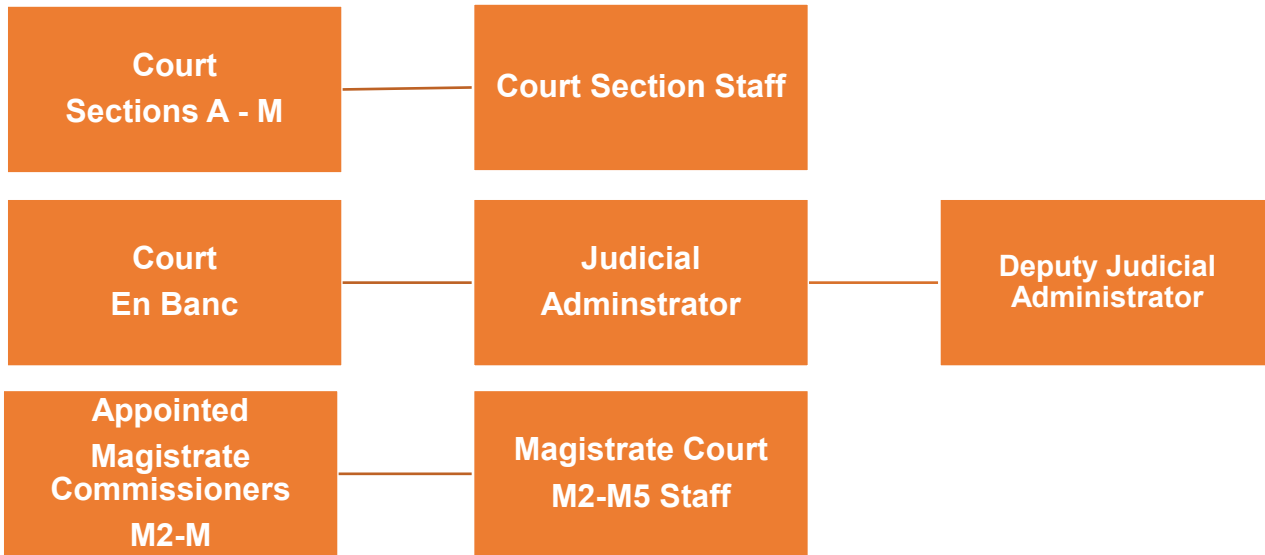 Court
Sections A - M
Court Section Staff
Court
En Banc
Judicial
Adminstrator
Deputy Judicial
Administrator
Appointed
Magistrate
Commissioners
M2-M
Magistrate Court
M2-M5 Staff